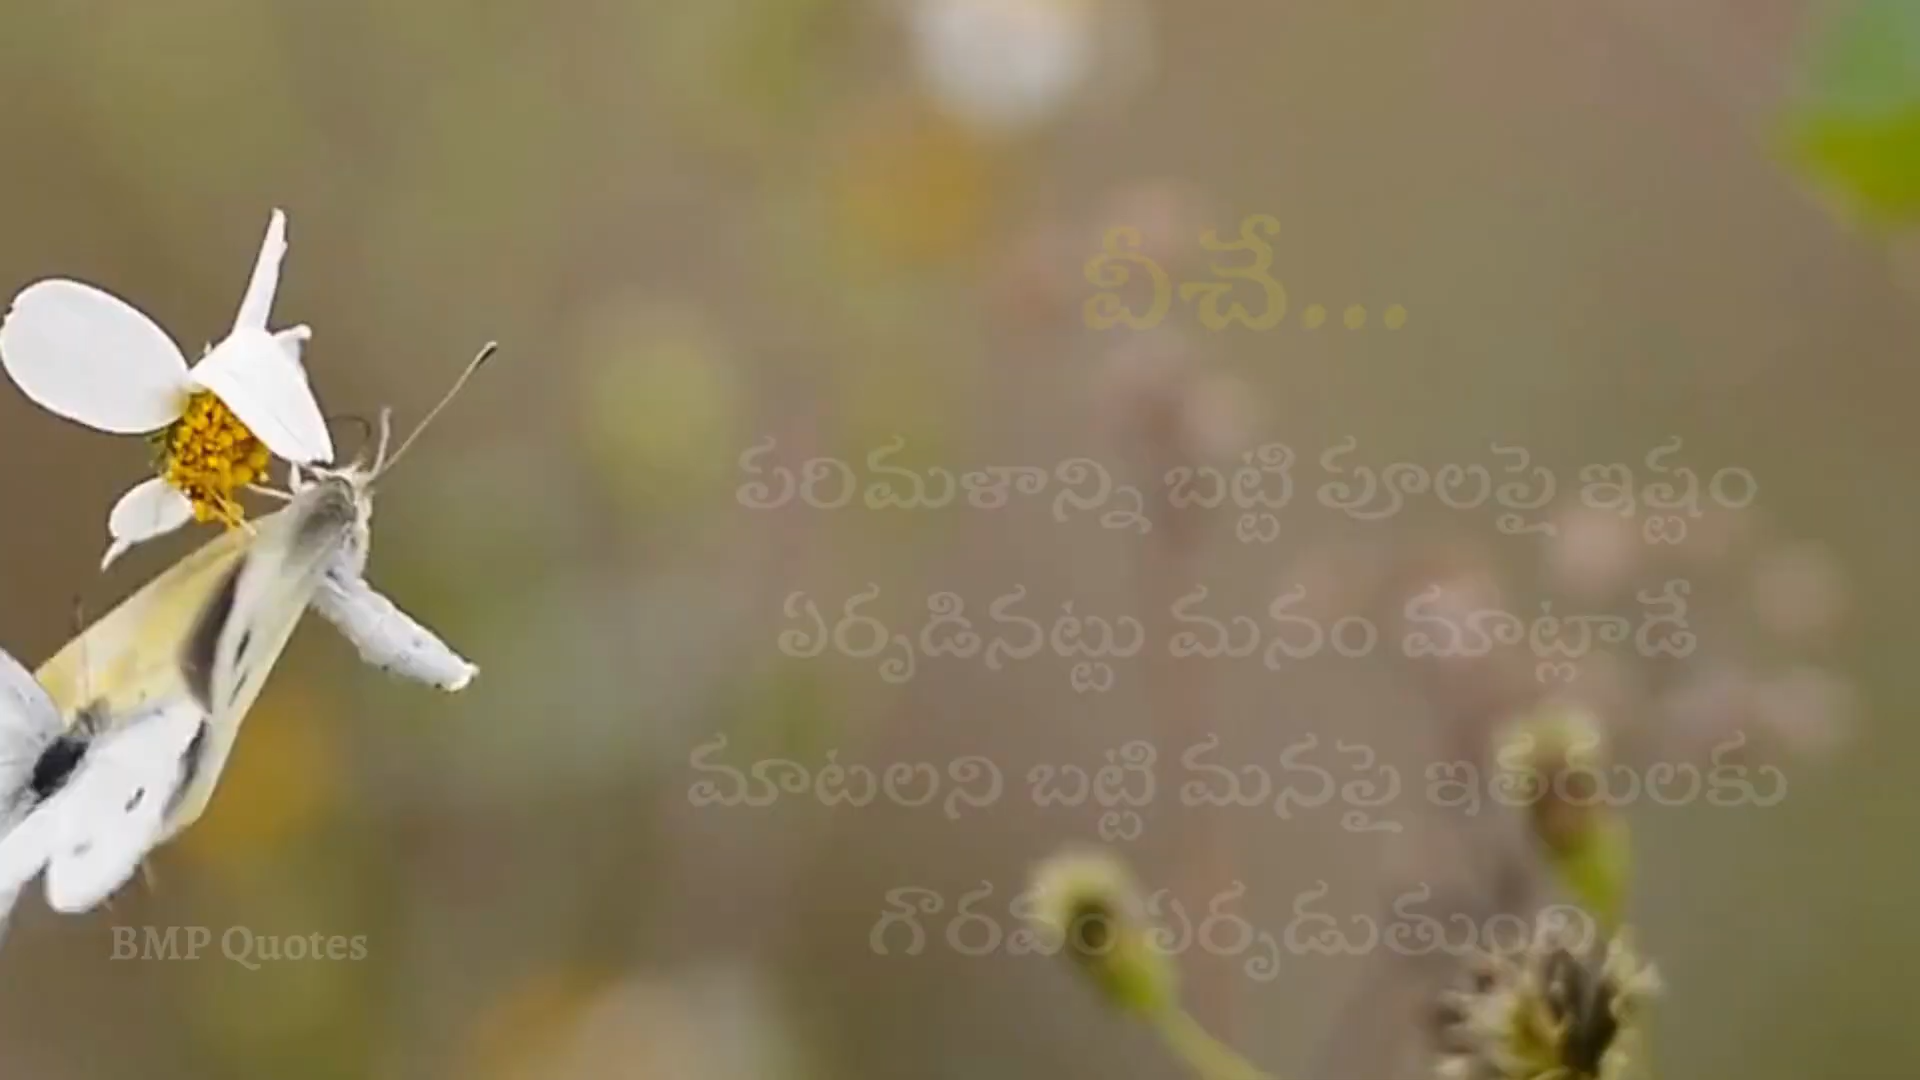 వీచే...
పరిమళాన్ని బట్టి పూలపై ఇష్టం
ఏర్పడినట్టు మనం మాట్లాడే
మాటలని బట్టి మనపై ఇతరులకు
గౌరవం ఏర్పడుతుంది
BMP Quotes